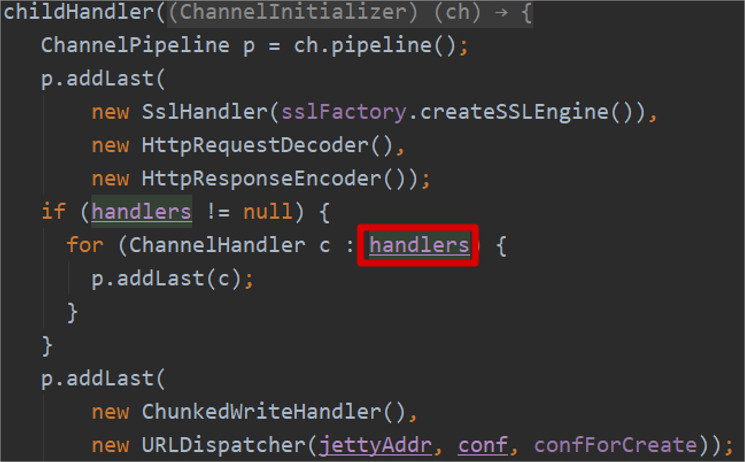 childHandler((ChannelInitializer) (ch) → {
ChannelPipeline p = ch.pipeline();
p.addLast(
new SslHandler(sslFactory.createSSLEngine()),
new HttpRequestDecoder(),
new HttpResponseEncoder());
if (handlers != null) {
for (ChannelHandler c : handlers) {
p.addLast(c);
}
}
p.addLast(
new ChunkedWriteHandler(),
new URLDispatcher(jettyAddr, conf, confForCreate));